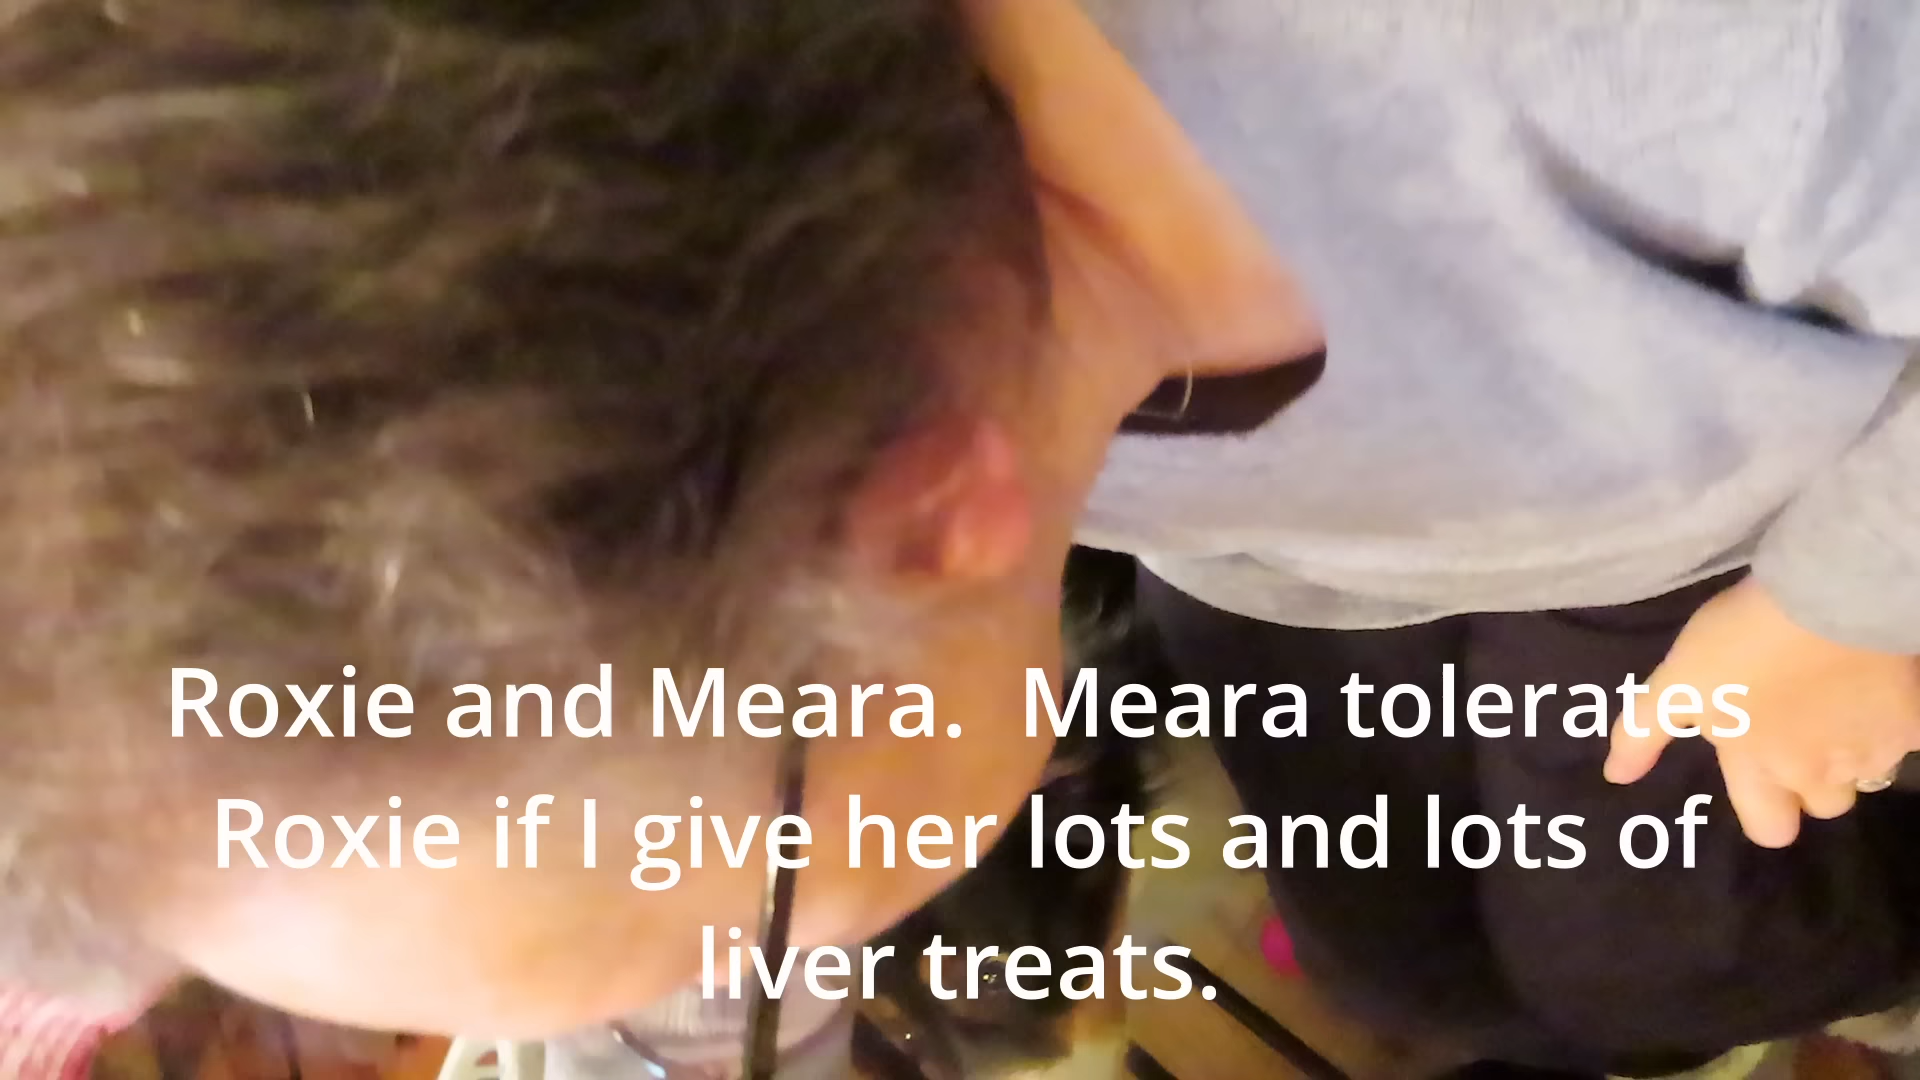 Roxie and Meara.  Meara tolerates
Roxie if I give her lots and lots of
liver treats.